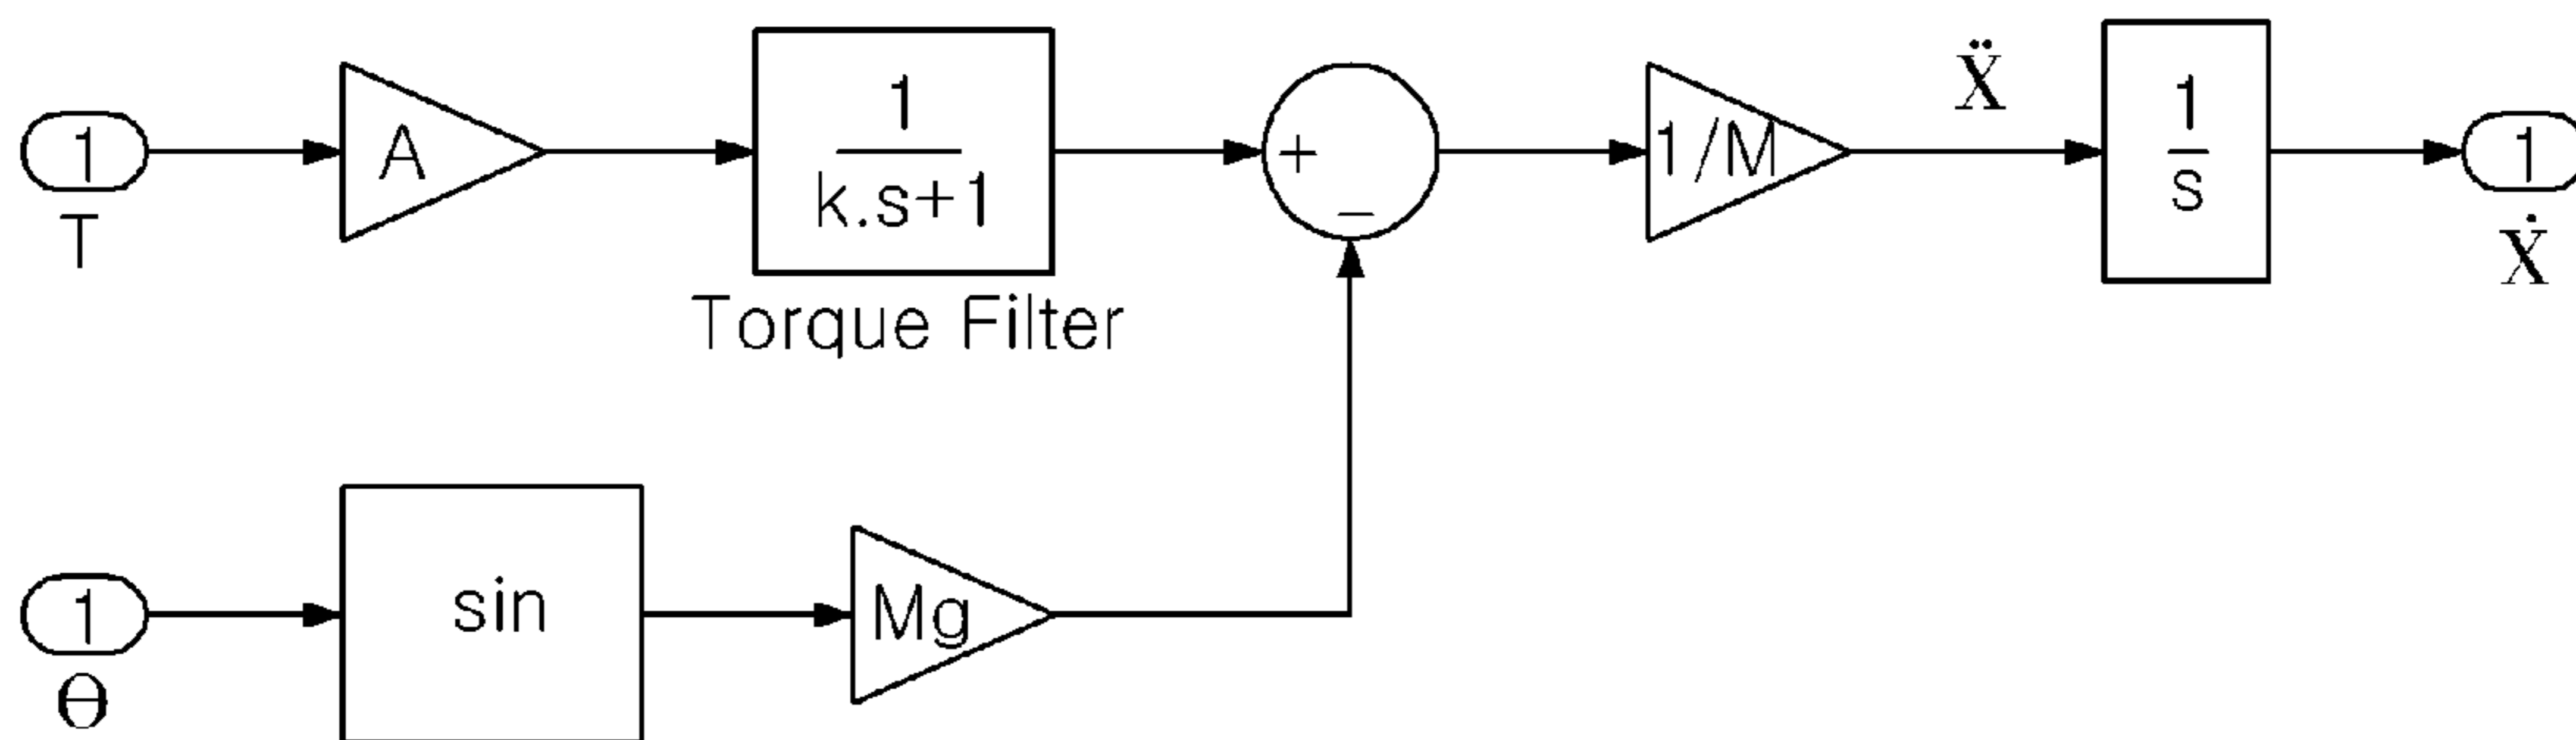 1
T
A
1
k.s+1
Torque Filter
+
−
1/M
Ẍ
1
s
1
Ẋ
1
θ
sin
Mg